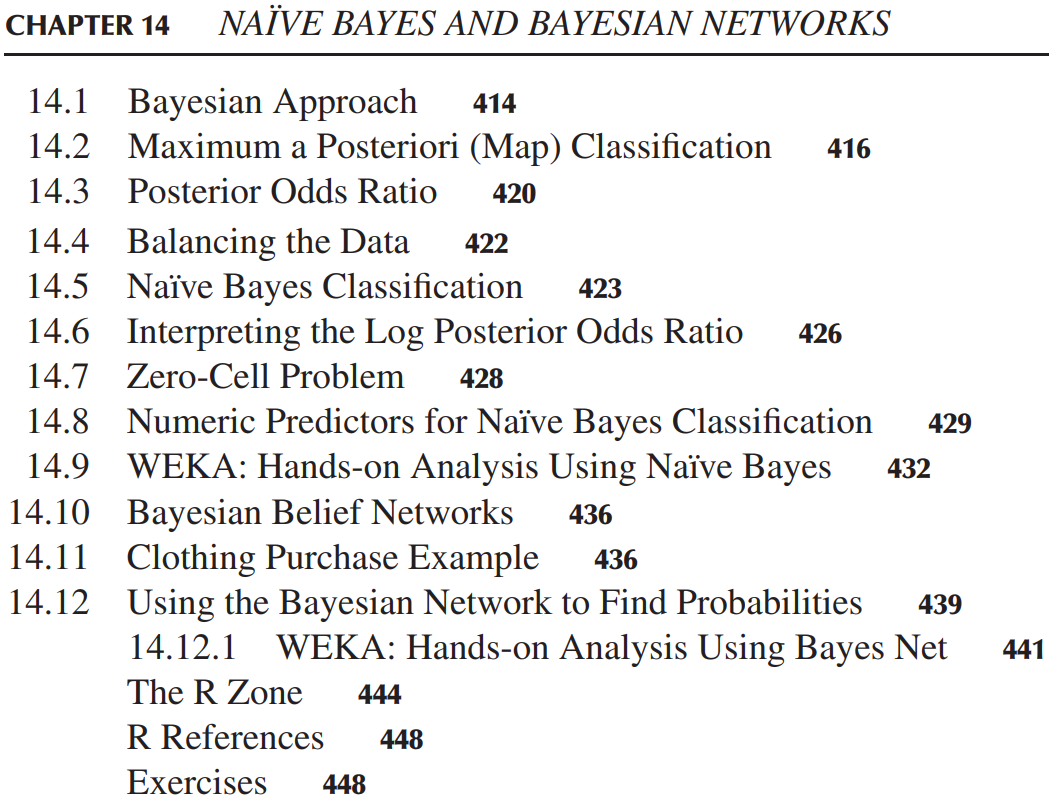 CHAPTER 14 NAÏVE BAYES AND BAYESIAN NETWORKS
14.1 Bayesian Approach 414
14.2 Maximum a Posteriori (Map) Classification 416
14.3 Posterior Odds Ratio 420
14.4 Balancing the Data 422
14.5 Naïve Bayes Classification 423
14.6 Interpreting the Log Posterior Odds Ratio 426
14.7 Zero-Cell Problem 428
14.8 Numeric Predictors for Naïve Bayes Classification 429
14.9 WEKA: Hands-on Analysis Using Naïve Bayes 432
14.10 Bayesian Belief Networks 436
14.11 Clothing Purchase Example 436
14.12 Using the Bayesian Network to Find Probabilities 439
14.12.1 WEKA: Hands-on Analysis Using Bayes Net 441
The R Zone 444
R References 448
Exercises 448